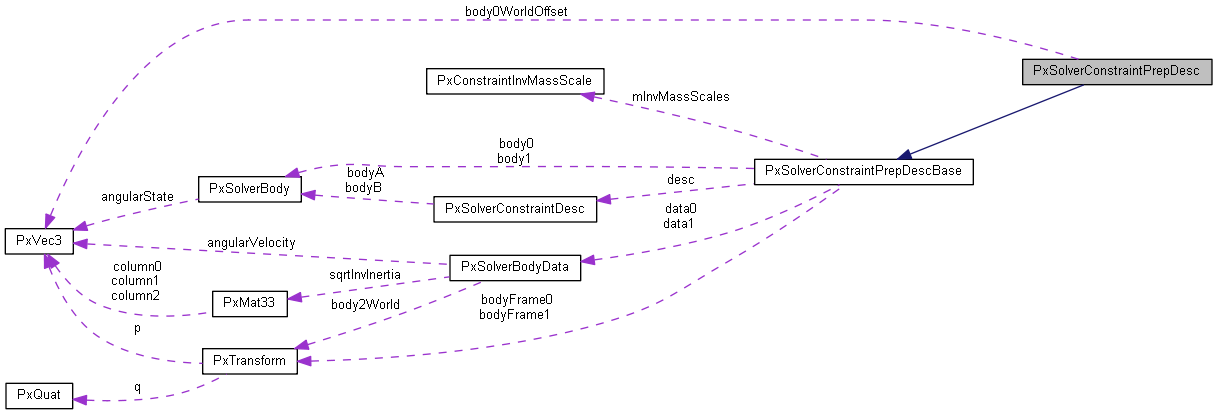 body0WorldOffset
PxSolverConstraintPrepDesc
PxConstraintInvMassScale
mInvMassScales
body0
body1
PxSolverConstraintPrepDescBase
bodyA
bodyB
PxSolverBody
desc
angularState
PxSolverConstraintDesc
data0
data1
PxVec3
angularVelocity
PxSolverBodyData
column0
column1
column2
sqrtInvInertia
PxMat33
body2World
bodyFrame0
bodyFrame1
p
PxTransform
q
PxQuat